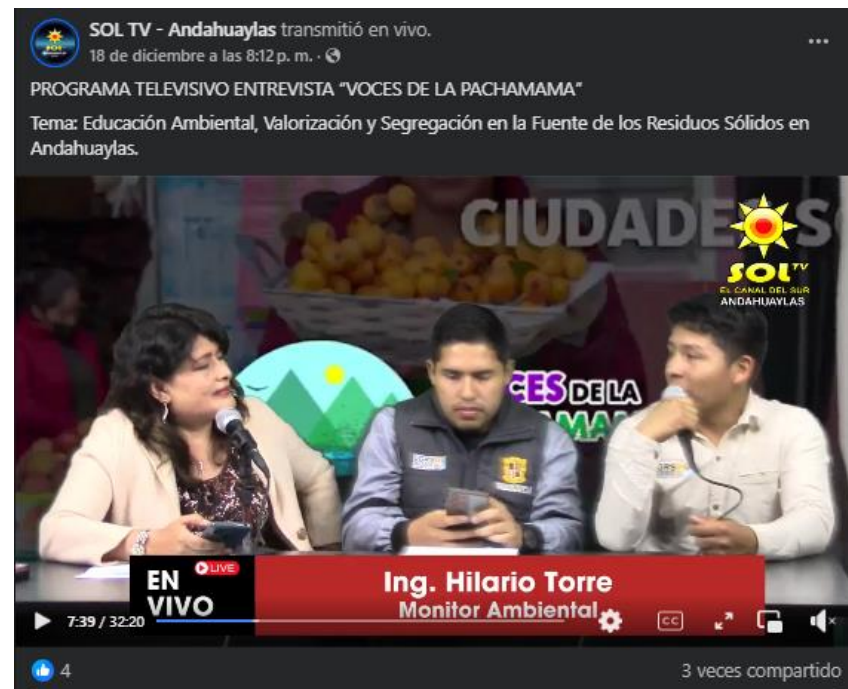 SOL TV - Andahuaylas transmitió en vivo.
18 de diciembre a las 8:12 p. m. ·
PROGRAMA TELEVISIVO ENTREVISTA “VOCES DE LA PACHAMAMA”
Tema: Educación Ambiental, Valorización y Segregación en la Fuente de los Residuos Sólidos en
Andahuaylas.
CIUDADES
SOL TV
EL CANAL DEL SUR
ANDAHUAYLAS
CES DE LA
MAMA
EN
VIVO
LIVE
Ing. Hilario Torre
Monitor Ambiental
7:39 / 32:20
CC
4
3 veces compartido